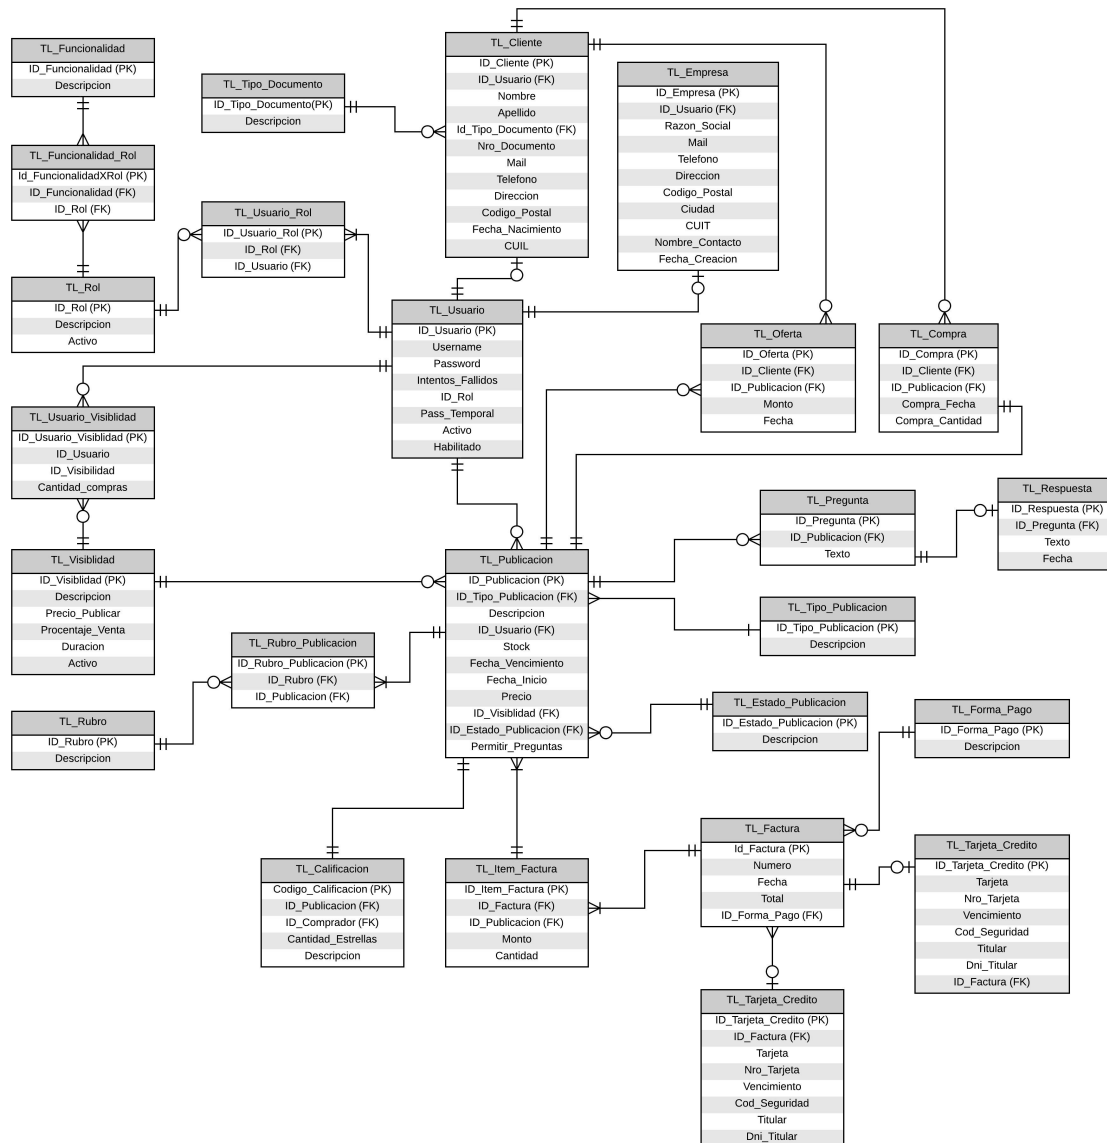 TL_Funcionalidad
ID_Funcionalidad (PK)
Descripcion
TL_Tipo_Documento
ID_Tipo_Documento(PK)
Descripcion
TL_Cliente
ID_Cliente (PK)
ID_Usuario (FK)
Nombre
Apellido
Id_Tipo_Documento (FK)
Nro_Documento
Mail
Telefono
Direccion
Codigo_Postal
Fecha_Nacimiento
CUIL
TL_Empresa
ID_Empresa (PK)
ID_Usuario (FK)
Razon_Social
Mail
Telefono
Direccion
Codigo_Postal
Ciudad
CUIT
Nombre_Contacto
Fecha_Creacion
TL_Funcionalidad_Rol
Id_FuncionalidadXRol (PK)
ID_Funcionalidad (FK)
ID_Rol (FK)
TL_Usuario_Rol
ID_Usuario_Rol (PK)
ID_Rol (FK)
ID_Usuario (FK)
TL_Rol
ID_Rol (PK)
Descripcion
Activo
TL_Usuario
ID_Usuario (PK)
Username
Password
Intentos_Fallidos
ID_Rol
Pass_Temporal
Activo
Habilitado
TL_Oferta
ID_Oferta (PK)
ID_Cliente (FK)
ID_Publicacion (FK)
Monto
Fecha
TL_Compra
ID_Compra (PK)
ID_Cliente (FK)
ID_Publicacion (FK)
Compra_Fecha
Compra_Cantidad
TL_Usuario_Visiblidad
ID_Usuario_Visiblidad (PK)
ID_Usuario
ID_Visibilidad
Cantidad_compras
TL_Pregunta
ID_Pregunta (PK)
ID_Publicacion (FK)
Texto
TL_Respuesta
ID_Respuesta (PK)
ID_Pregunta (FK)
Texto
Fecha
TL_Visiblidad
ID_Visiblidad (PK)
Descripcion
Precio_Publicar
Procentaje_Venta
Duracion
Activo
TL_Publicacion
ID_Publicacion (PK)
ID_Tipo_Publicacion (FK)
Descripcion
ID_Usuario (FK)
Stock
Fecha_Vencimiento
Fecha_Inicio
Precio
ID_Visiblidad (FK)
ID_Estado_Publicacion (FK)
Permitir_Preguntas
TL_Tipo_Publicacion
ID_Tipo_Publicacion (PK)
Descripcion
TL_Rubro_Publicacion
ID_Rubro_Publicacion (PK)
ID_Rubro (FK)
ID_Publicacion (FK)
TL_Rubro
ID_Rubro (PK)
Descripcion
TL_Estado_Publicacion
ID_Estado_Publicacion (PK)
Descripcion
TL_Forma_Pago
ID_Forma_Pago (PK)
Descripcion
TL_Calificacion
Codigo_Calificacion (PK)
ID_Publicacion (FK)
ID_Comprador (FK)
Cantidad_Estrellas
Descripcion
TL_Item_Factura
ID_Item_Factura (PK)
ID_Factura (FK)
ID_Publicacion (FK)
Monto
Cantidad
TL_Factura
Id_Factura (PK)
Numero
Fecha
Total
ID_Forma_Pago (FK)
TL_Tarjeta_Credito
ID_Tarjeta_Credito (PK)
Tarjeta
Nro_Tarjeta
Vencimiento
Cod_Seguridad
Titular
Dni_Titular
ID_Factura (FK)
TL_Tarjeta_Credito
ID_Tarjeta_Credito (PK)
ID_Factura (FK)
Tarjeta
Nro_Tarjeta
Vencimiento
Cod_Seguridad
Titular
Dni_Titular